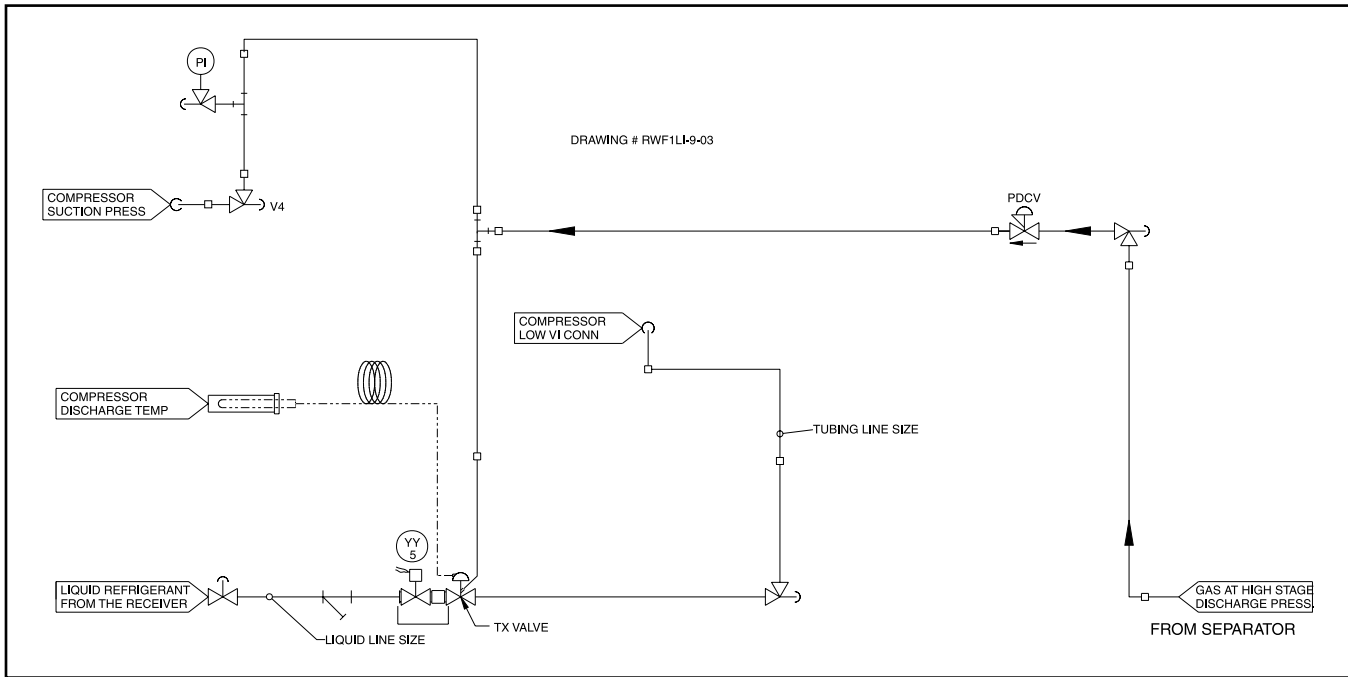 PI
DRAWING # RWF1LI-9-03
COMPRESSOR
SUCTION PRESS
V4
PDCV
COMPRESSOR
LOW VI CONN
COMPRESSOR
DISCHARGE TEMP
TUBING LINE SIZE
YY
5
LIQUID REFRIGERANT
FROM THE RECEIVER
LIQUID LINE SIZE
TX VALVE
GAS AT HIGH STAGE
DISCHARGE PRESS.
FROM SEPARATOR